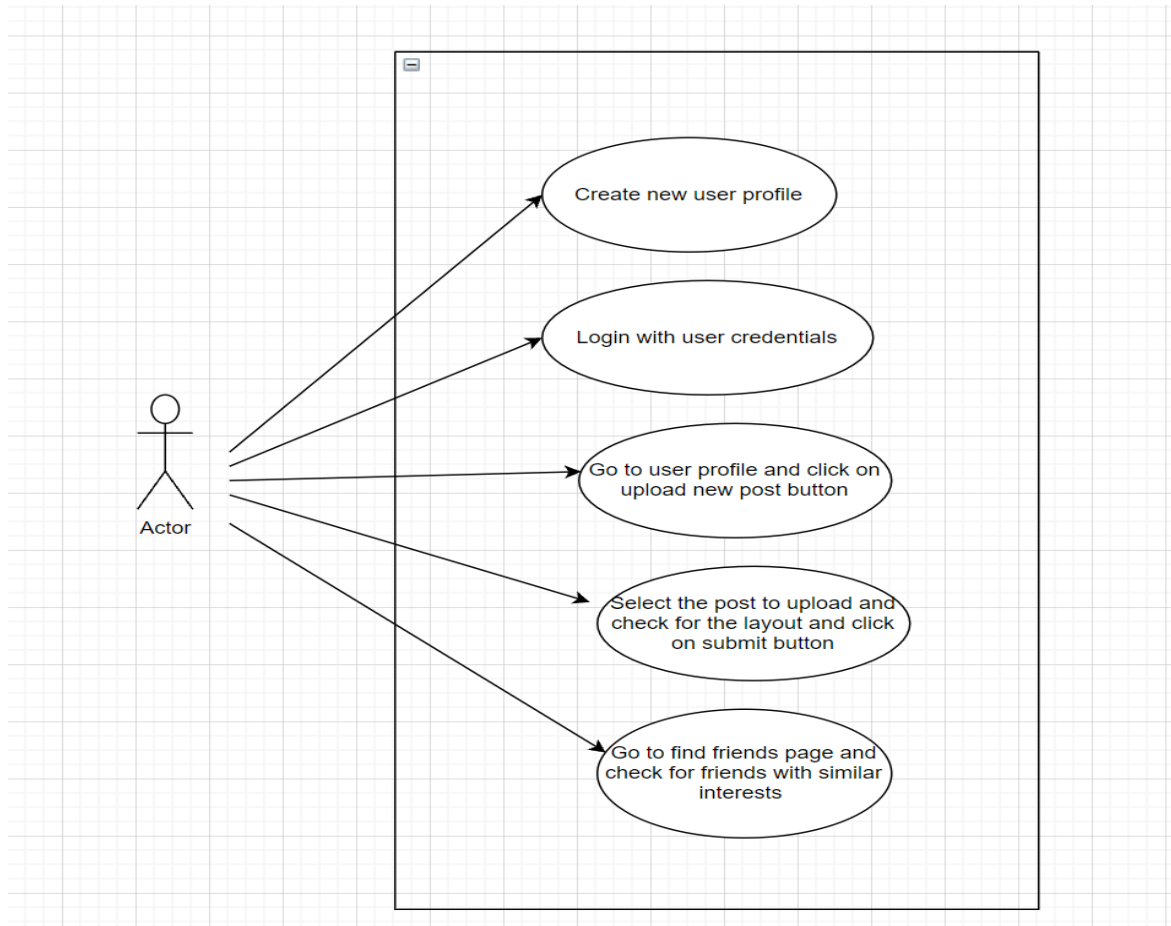 Create new user profile
Login with user credentials
Go to user profile and click on
upload new post button
Actor
Select the post to upload and
check for the layout and click
on submit button
Go to find friends page and
check for friends with similar
interests